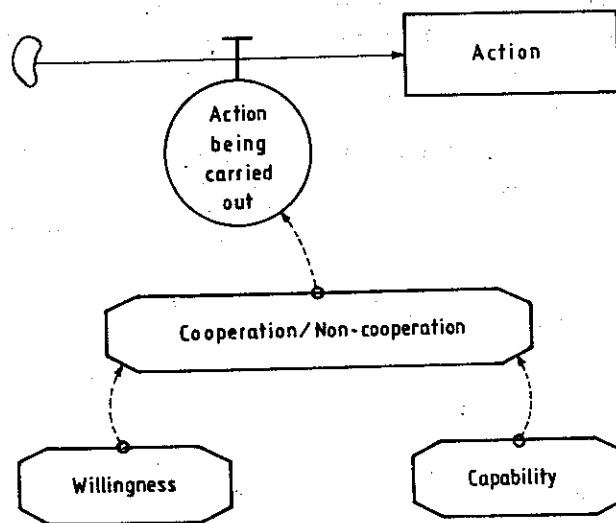 Action
Action
being
carried
out
Cooperation/Non-cooperation
Willingness
Capability